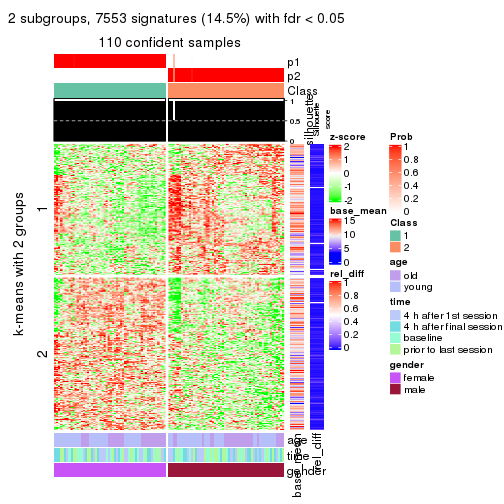 2 subgroups, 7553 signatures (14.5%) with fdr < 0.05
110 confident samples
p1
p2
Class
1
0.5
0
silhouette
Silhouette
score
k-means with 2 groups
1
2
z-score
2
1
0
-1
-2
base_mean
15
10
5
0
rel_diff
1
0.8
0.6
0.4
0.2
0
Prob
1
0.8
0.6
0.4
0.2
0
Class
1
2
age
old
young
time
4 h after 1st session
4 h after final session
baseline
prior to last session
gender
female
male
age
time
gender
base_mean
rel_diff